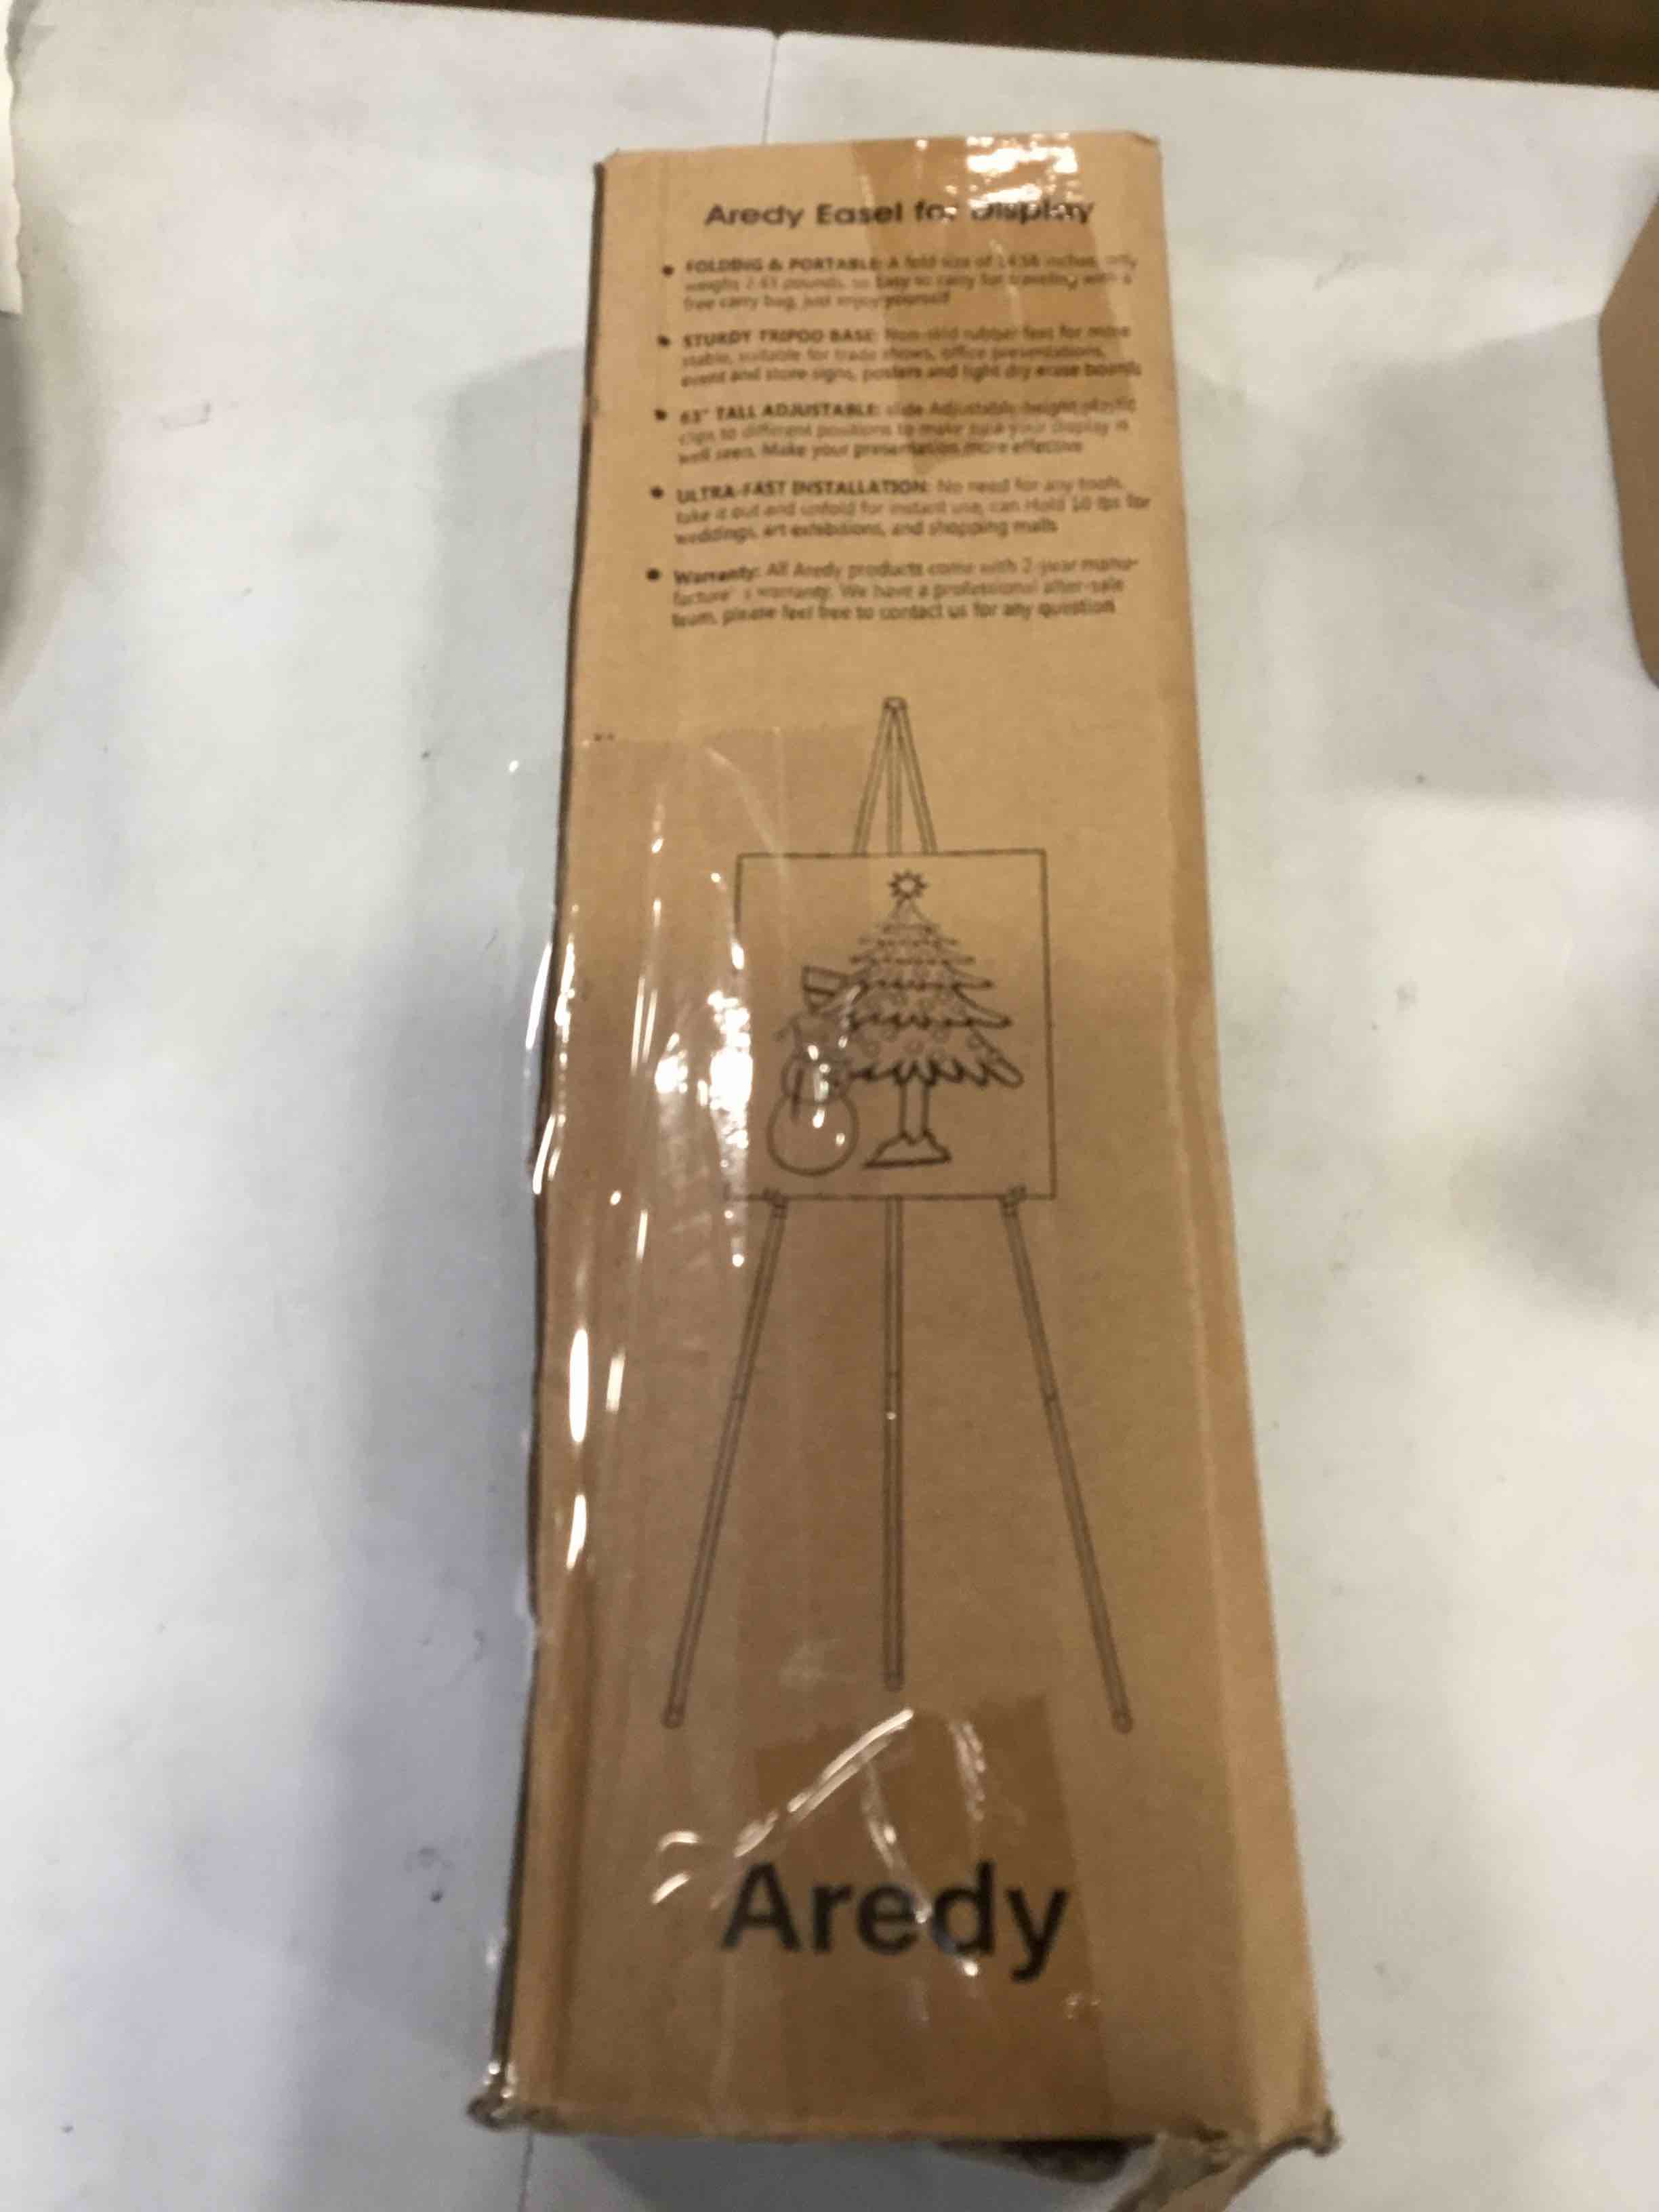 Aredy Easel for Display
FOLDING & PORTABLE: A fold size of inches, only
weighs 2.43 pounds, so Easy to carry for traveling with a
free carry bag, just enjoy yourself
STURDY TRIPOD BASE: Non-skid rubber feet for more
stable, suitable for trade shows, office presentations,
event and store signs, posters and light dry erase boards
63" TALL ADJUSTABLE: slide Adjustable-height plastic
clips to different positions to make sure your display is
well seen. Make your presentation more effective
ULTRA-FAST INSTALLATION: No need for any tools,
take it out and unfold for instant use, can Hold 10 lbs for
weddings, art exhibitions, and shopping malls
Warranty: All Aredy products come with 2-year manu-
facture' s warranty. We have a professional after-sale
team, please feel free to contact us for any question
Aredy